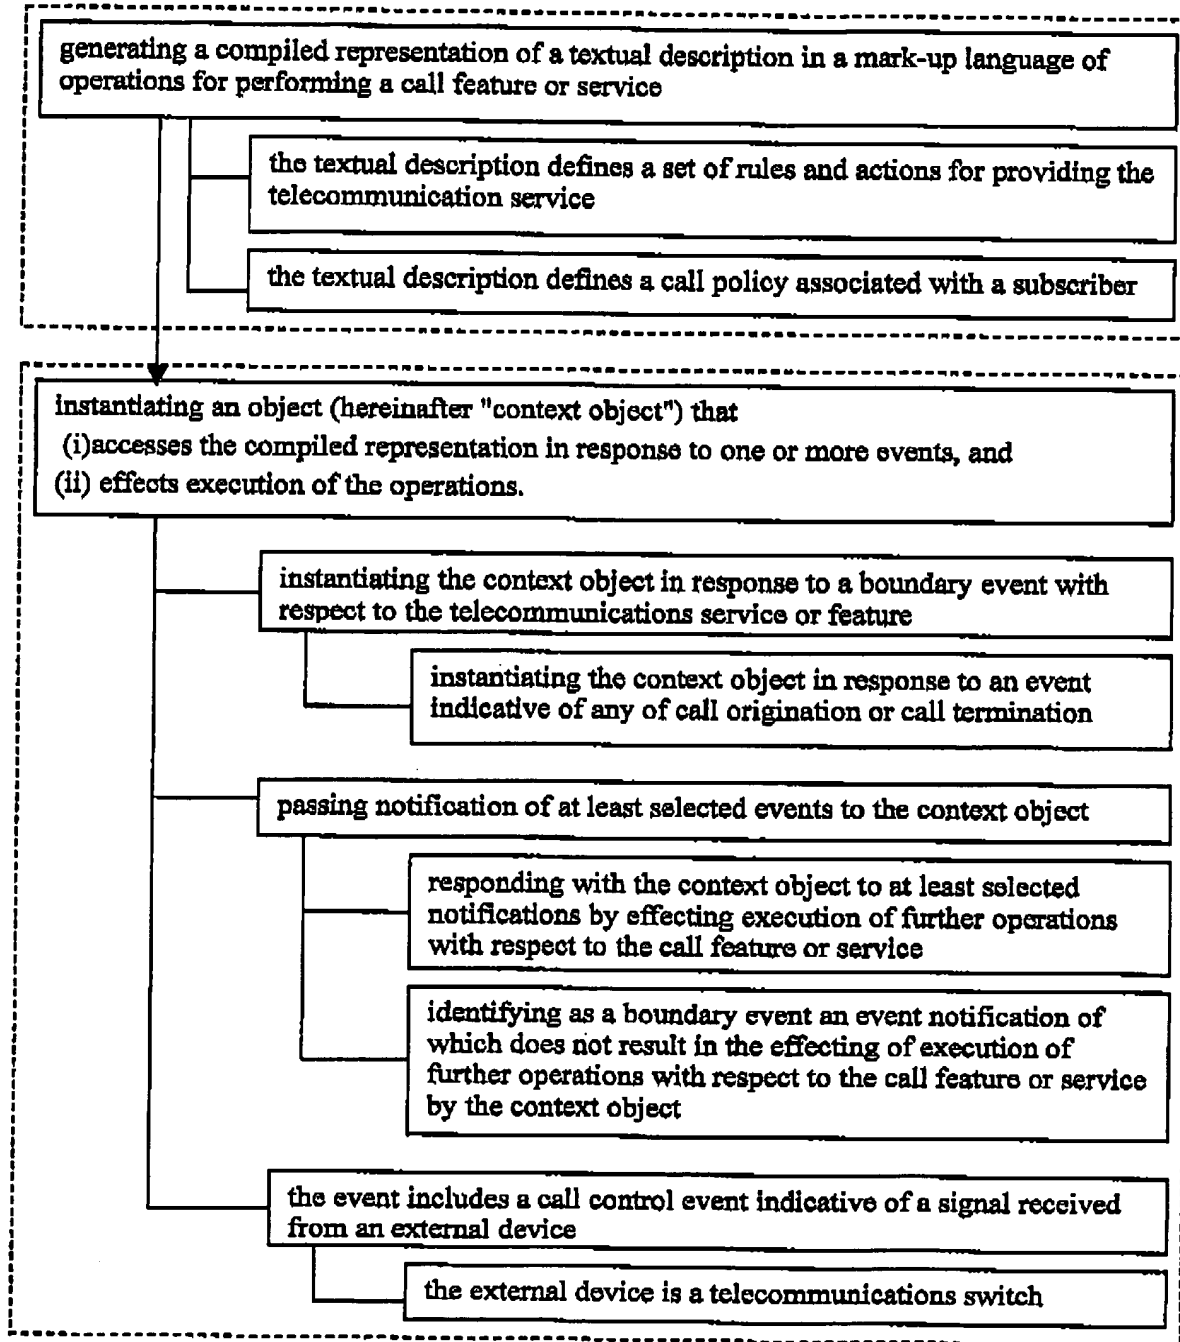 generating a compiled representation of a textual description in a mark-up language of
operations for performing a call feature or service
the textual description defines a set of rules and actions for providing the
telecommunication service
the textual description defines a call policy associated with a subscriber
instantiating an object (hereinafter "context object") that
(i)accesses the compiled representation in response to one or more events, and
(ii) effects execution of the operations.
instantiating the context object in response to a boundary event with
respect to the telecommunications service or feature
instantiating the context object in response to an event
indicative of any of call origination or call termination
passing notification of at least selected events to the context object
responding with the context object to at least selected
notifications by effecting execution of further operations
with respect to the call feature or service
identifying as a boundary event an event notification of
which does not result in the effecting of execution of
further operations with respect to the call feature or service
by the context object
the event includes a call control event indicative of a signal received
from an external device
the external device is a telecommunications switch